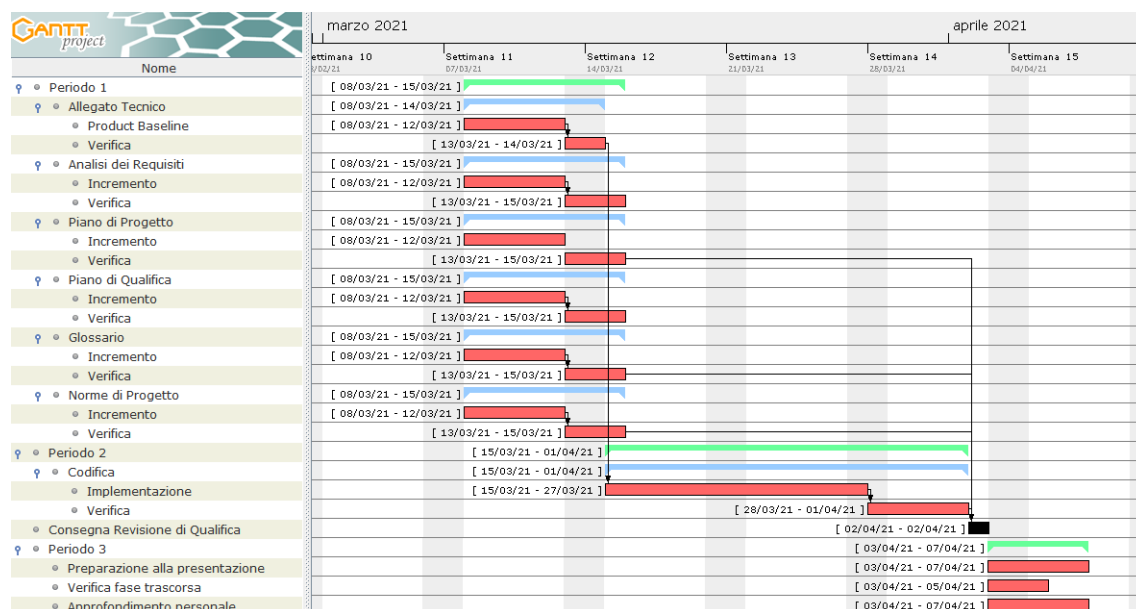 GANTT
project
marzo 2021 aprile 2021
ettimana 10 Settimana 11 Settimana 12 Settimana 13 Settimana 14 Settimana 15
/02/21 07/03/21 14/03/21 21/03/21 28/03/21 04/04/21
Nome
Periodo 1 [ 08/03/21 - 15/03/21 ]
Allegato Tecnico [ 08/03/21 - 14/03/21 ]
Product Baseline [ 08/03/21 - 12/03/21 ]
Verifica [ 13/03/21 - 14/03/21 ]
Analisi dei Requisiti [ 08/03/21 - 15/03/21 ]
Incremento [ 08/03/21 - 12/03/21 ]
Verifica [ 13/03/21 - 15/03/21 ]
Piano di Progetto [ 08/03/21 - 15/03/21 ]
Incremento [ 08/03/21 - 12/03/21 ]
Verifica [ 13/03/21 - 15/03/21 ]
Piano di Qualifica [ 08/03/21 - 15/03/21 ]
Incremento [ 08/03/21 - 12/03/21 ]
Verifica [ 13/03/21 - 15/03/21 ]
Glossario [ 08/03/21 - 15/03/21 ]
Incremento [ 08/03/21 - 12/03/21 ]
Verifica [ 13/03/21 - 15/03/21 ]
Norme di Progetto [ 08/03/21 - 15/03/21 ]
Incremento [ 08/03/21 - 12/03/21 ]
Verifica [ 13/03/21 - 15/03/21 ]
Periodo 2 [ 15/03/21 - 01/04/21 ]
Codifica [ 15/03/21 - 01/04/21 ]
Implementazione [ 15/03/21 - 27/03/21 ]
Verifica [ 28/03/21 - 01/04/21 ]
Consegna Revisione di Qualifica [ 02/04/21 - 02/04/21 ]
Periodo 3 [ 03/04/21 - 07/04/21 ]
Preparazione alla presentazione [ 03/04/21 - 07/04/21 ]
Verifica fase trascorsa [ 03/04/21 - 05/04/21 ]
Approfondimento personale [ 03/04/21 - 07/04/21 ]